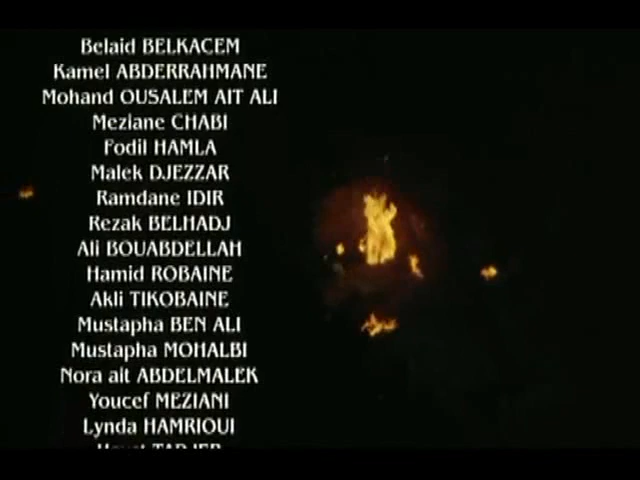 Belaid BELKACEM
Kamel ABDERRAHMANE
Mohand OUSALEM AIT ALI
Meziane CHABI
Fodil HAMLA
Malek DJEZZAR
Ramdane IDIR
Rezak BELHADJ
Ali BOUABDELLAH
Hamid ROBAINE
Akli TIKOBAINE
Mustapha BEN ALI
Mustapha MOHALBI
Nora ait ABDELMALEK
Youcef MEZIANI
Lynda HAMRIOUI